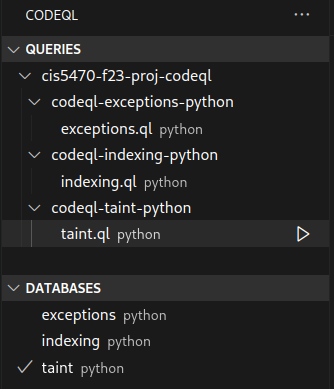 CODEQL
QUERIES
cis5470-f23-proj-codeql
codeql-exceptions-python
exceptions.ql python
codeql-indexing-python
indexing.ql python
codeql-taint-python
taint.ql python
DATABASES
exceptions python
indexing python
taint python